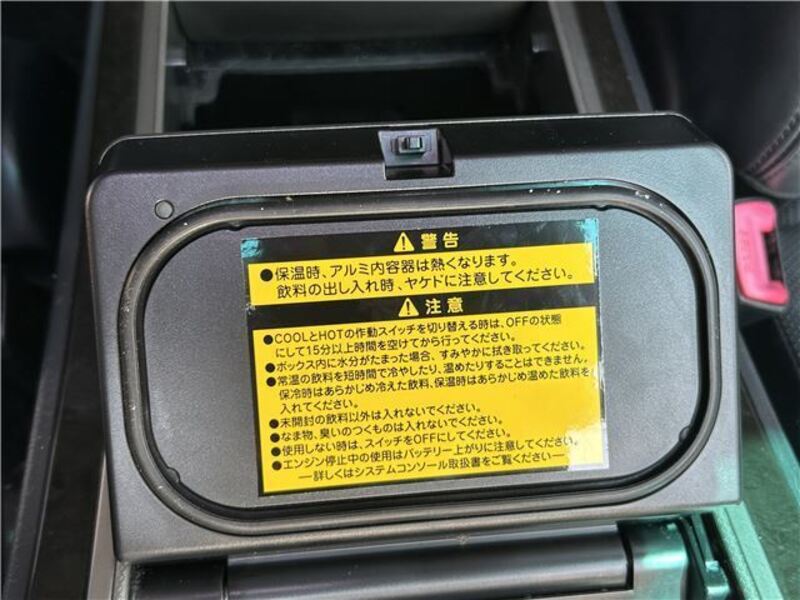 警告
●保温時、アルミ内容器は熱くなります。
飲料の出し入れ時、ヤケドに注意してください。
注意
●COOLとHOTの作動スイッチを切り替える時は、OFFの状態
にして15分以上時間を空けてから行ってください。
●ボックス内に水分がたまった場合、すみやかに拭き取ってください。
●常温の飲料を短時間で冷やしたり、温めたりすることはできません。
保冷時はあらかじめ冷えた飲料、保温時はあらかじめ温めた飲料を
入れてください。
●未開封の飲料以外は入れないでください。
●なま物、臭いのつくものは入れないでください。
●使用しない時は、スイッチをOFFにしてください。
●エンジン停止中の使用はバッテリー上がりに注意してください。
―詳しくはシステムコンソール取扱書をご覧ください―